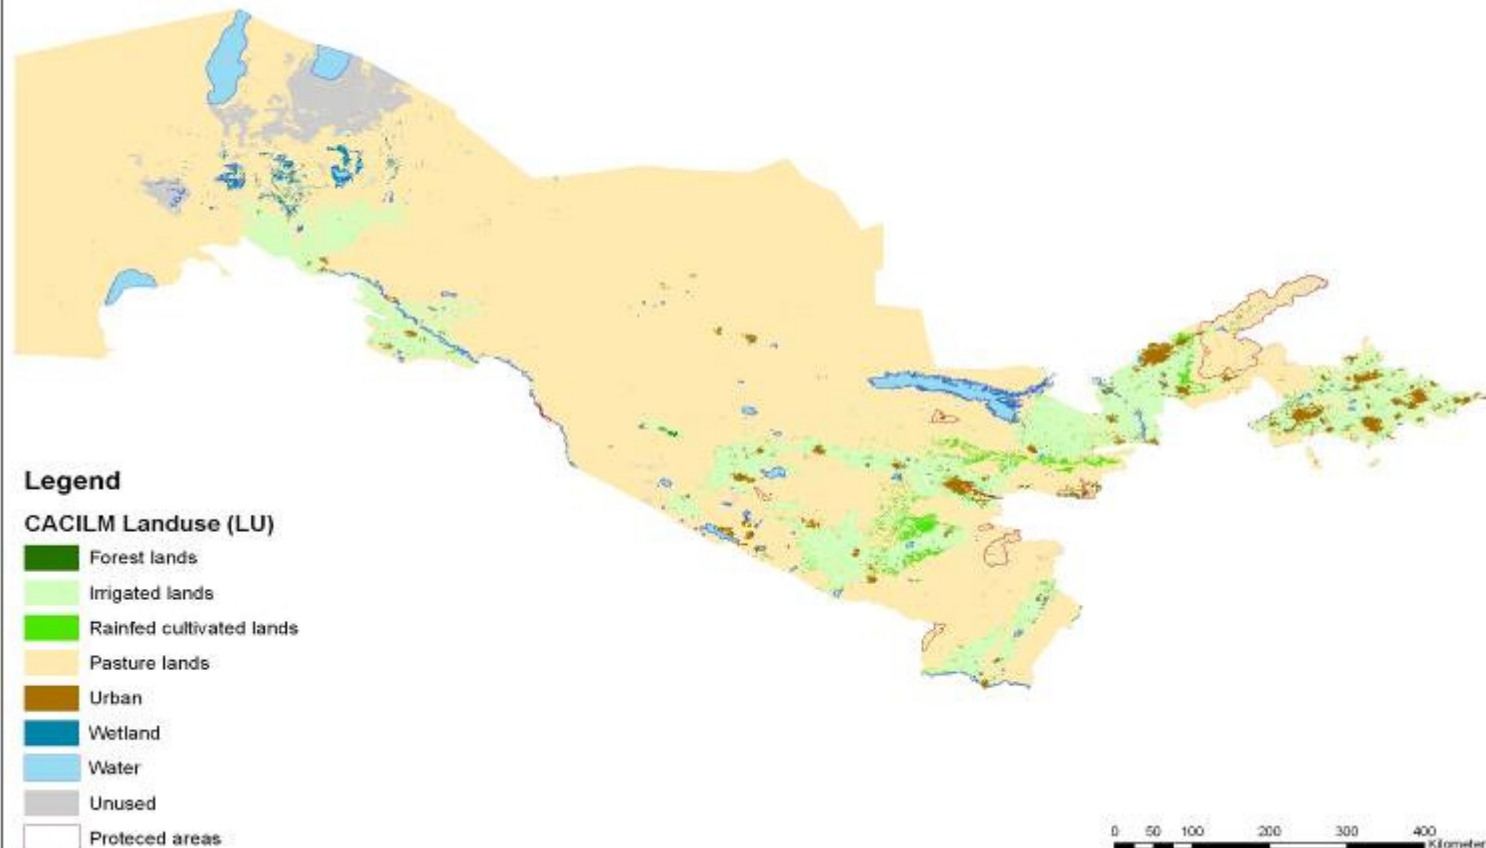 Legend
CACILM Landuse (LU)
Forest lands
Irrigated lands
Rainfed cultivated lands
Pasture lands
Urban
Wetland
Water
Unused
Proteced areas
0 50 100 200 300 400
Kilometer